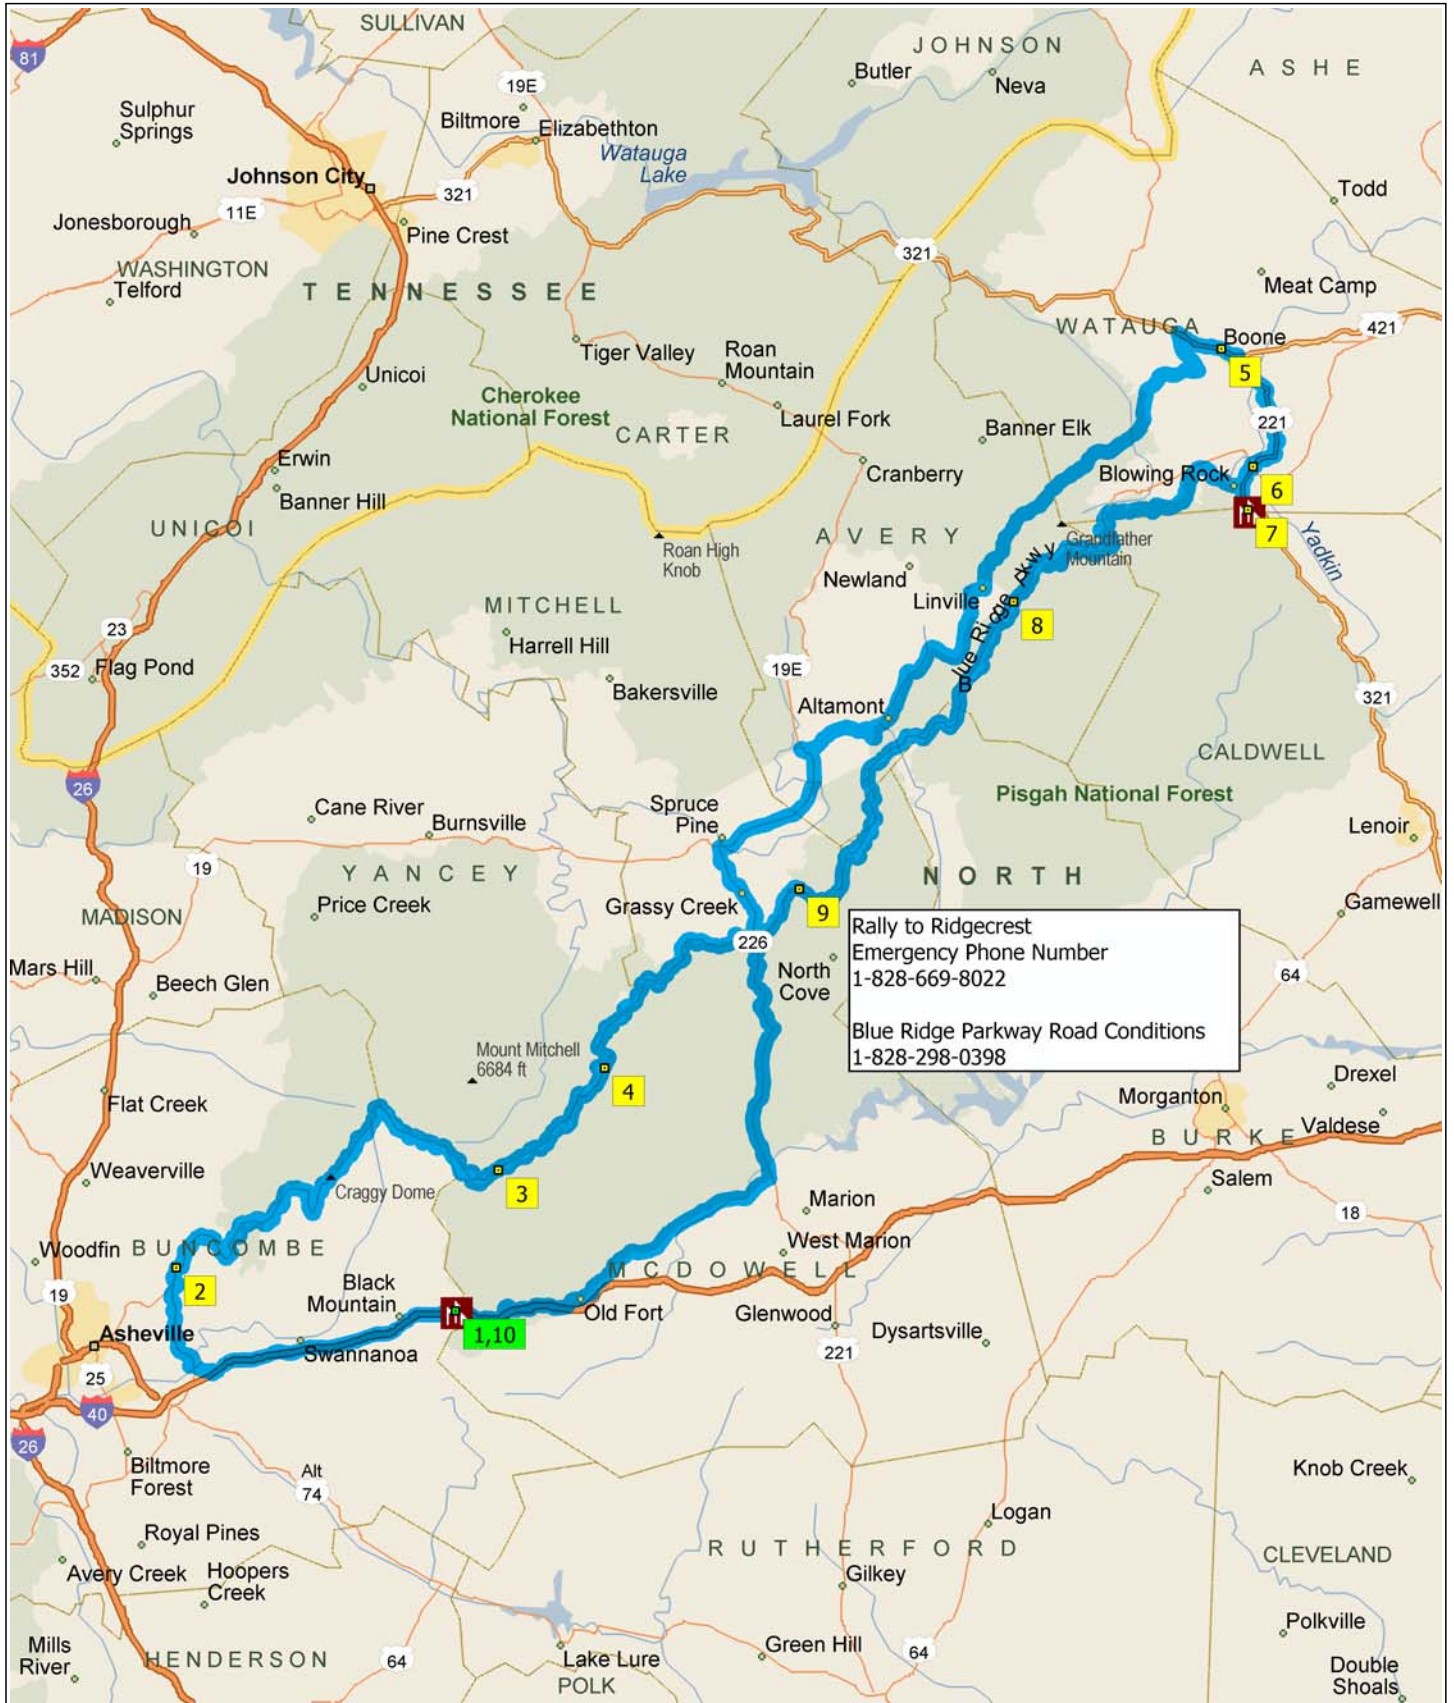 SULLIVAN
JOHNSON
ASHE
81
19E
Butler
Neva
Sulphur
Springs
Biltmore
Elizabethton
Watauga
Lake
Johnson City
321
Todd
Jonesborough
11E
Pine Crest
321
WASHINGTON
Telford
TENNESSEE
Meat Camp
WATAUGA
Boone
421
Tiger Valley
Roan
Mountain
5
Unicoi
Cherokee
National Forest
Laurel Fork
221
CARTER
Banner Elk
Erwin
Cranberry
Blowing Rock
6
Banner Hill
UNICOI
7
AVERY
Grandfather
Mountain
Yadkin
Roan High
Knob
Newland
Linville
Blue Ridge Pkwy
MITCHELL
8
23
Harrell Hill
352
Flag Pond
19E
Bakersville
321
Altamont
CALDWELL
26
Pisgah National Forest
Cane River
Burnsville
Spruce
Pine
Lenoir
19
YANCEY
NORTH
MADISON
Price Creek
Grassy Creek
9
Gamewell
226
Rally to Ridgecrest
Emergency Phone Number
1-828-669-8022
Blue Ridge Parkway Road Conditions
1-828-298-0398
Mars Hill
Beech Glen
North
Cove
64
Mount Mitchell
6684 ft
4
Drexel
Flat Creek
Morganton
Valdese
BURKE
Weaverville
Craggy Dome
3
Marion
Salem
18
Woodfin
BUNCOMBE
West Marion
2
MCDOWELL
19
Black
Mountain
Old Fort
Glenwood
Asheville
1,10
Dysartsville
Swannanoa
221
25
40
26
Biltmore
Forest
Alt
74
Knob Creek
Logan
Royal Pines
RUTHERFORD
CLEVELAND
Avery Creek
Hoopers
Creek
Gilkey
Polkville
Mills
River
HENDERSON
64
Lake Lure
Green Hill
64
POLK
Double
Shoals